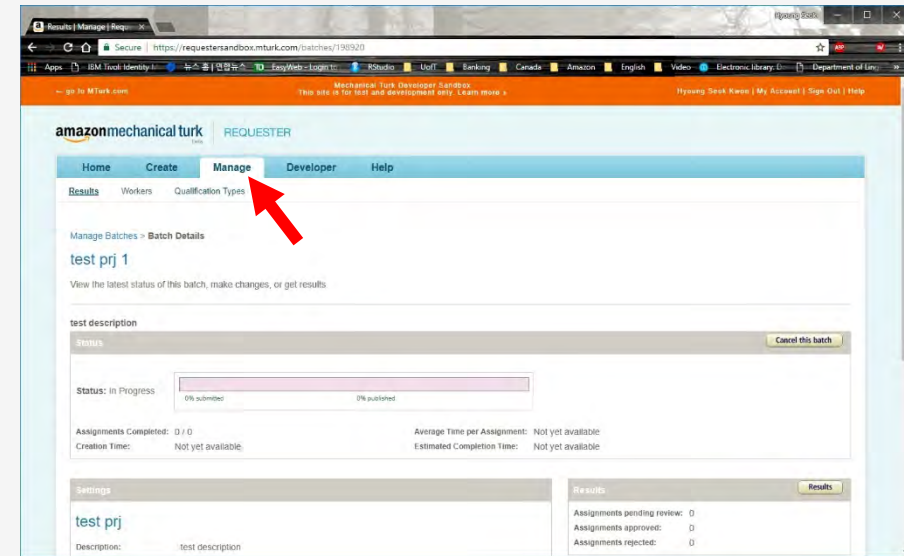 Results | Manage | Requ
Hyoung Seok
Secure | https://requestersandbox.mturk.com/batches/198920
Apps IBM Tivoli Identity 뉴스 홈 | 연합뉴스 TD EasyWeb - Login RStudio UofT Banking Canada Amazon English Video Electronic library, Department of Ling »
← go to MTurk.com
Mechanical Turk Developer Sandbox
This site is for test and development only. Learn more »
Hyoung Seok Kwon | My Account | Sign Out | Help
amazonmechanical turk REQUESTER
beta
Home Create Manage Developer Help
Results Workers Qualification Types
Manage Batches > Batch Details
test prj 1
View the latest status of this batch, make changes, or get results
test description
Status Cancel this batch
Status: In Progress
0% submitted 0% published
Assignments Completed: 0 / 0 Average Time per Assignment: Not yet available
Creation Time: Not yet available Estimated Completion Time: Not yet available
Settings
Results Results
test prj
Description: test description
Assignments pending review: 0
Assignments approved: 0
Assignments rejected: 0